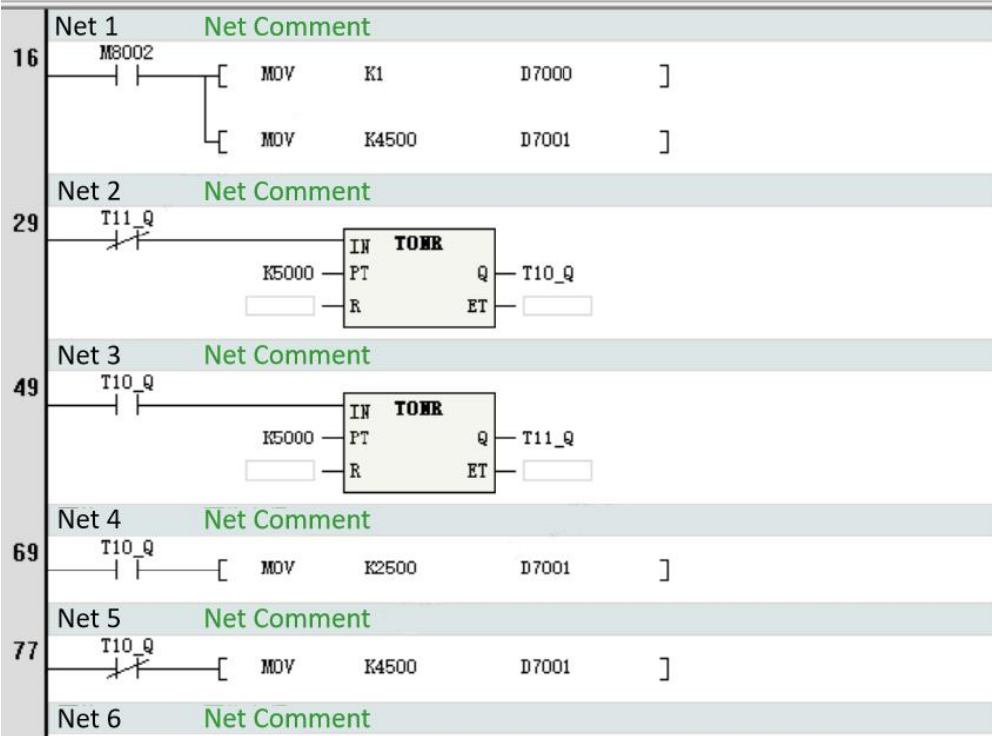 Net 1 Net Comment
16 M8002
MOV K1 D7000
MOV K4500 D7001
Net 2 Net Comment
29 T11_Q
IN TONR
K5000 PT Q T10_Q
R ET
Net 3 Net Comment
49 T10_Q
IN TONR
K5000 PT Q T11_Q
R ET
Net 4 Net Comment
69 T10_Q
MOV K2500 D7001
Net 5 Net Comment
77 T10_Q
MOV K4500 D7001
Net 6 Net Comment